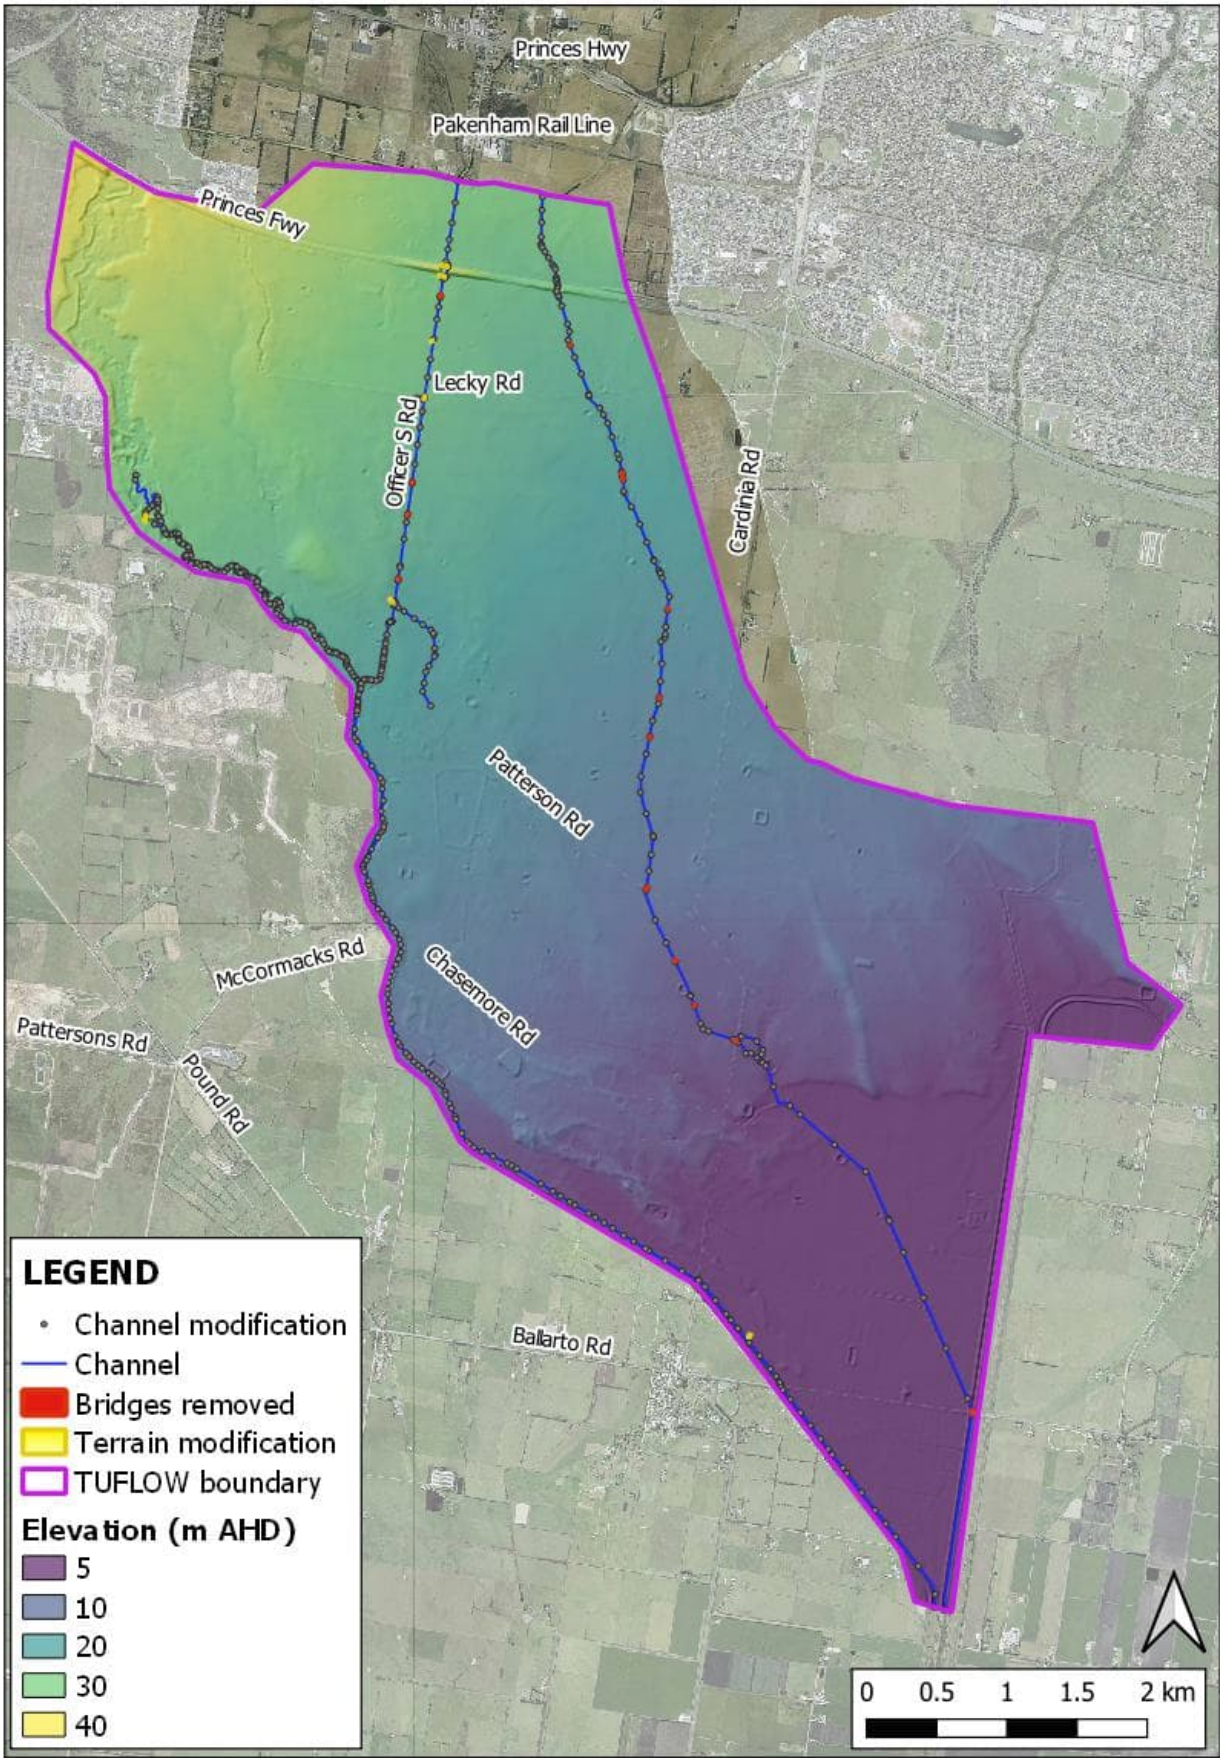 Princes Hwy
Pakenham Rail Line
Princes Fwy
Lecky Rd
Officer S Rd
Cardinia Rd
Patterson Rd
McCormacks Rd
Chasemore Rd
Pattersons Rd
Pound Rd
Ballarto Rd
LEGEND
Channel modification
Channel
Bridges removed
Terrain modification
TUFLOW boundary
Elevation (m AHD)
5
10
20
30
40
0 0.5 1 1.5 2 km